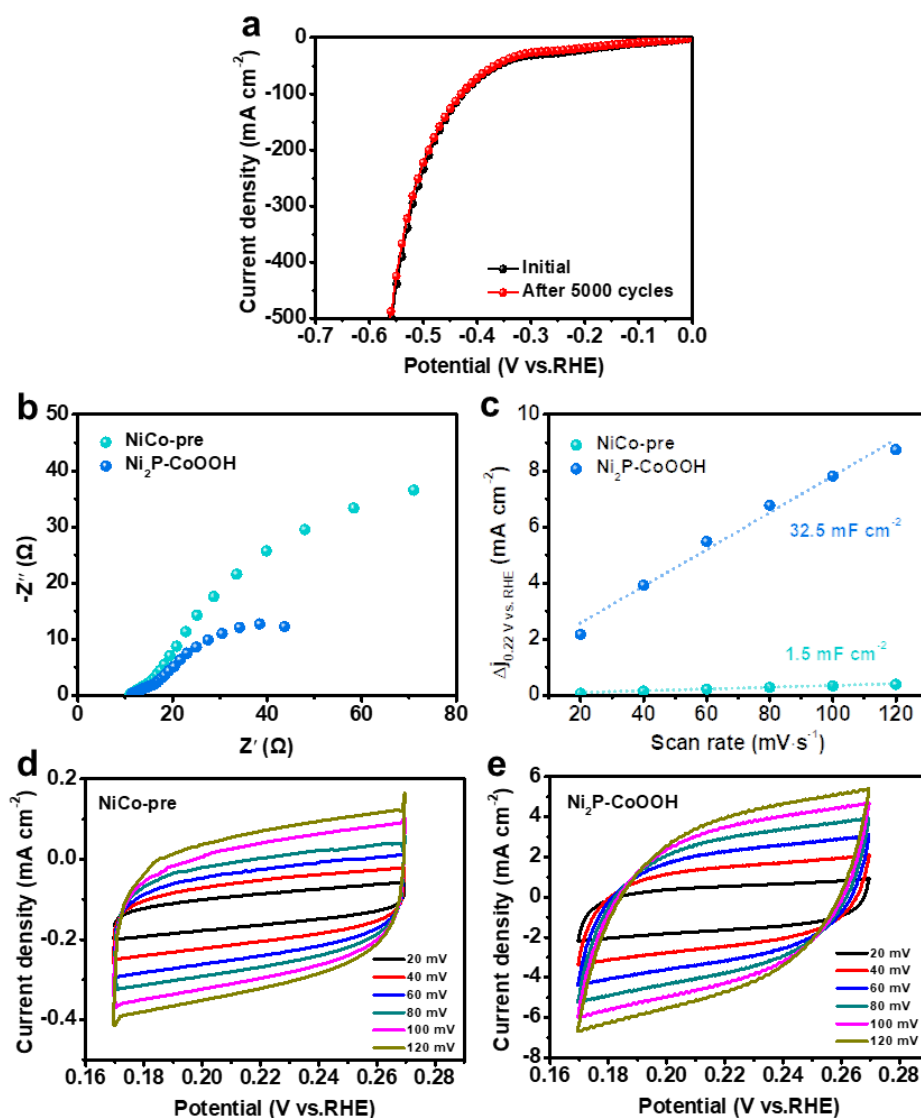 a
0
-100
-200
-300
-400
-500
Current density (mA cm⁻²)
Initial
After 5000 cycles
-0.7 -0.6 -0.5 -0.4 -0.3 -0.2 -0.1 0.0
Potential (V vs.RHE)
b
50
40
30
20
10
0
-Z″ (Ω)
NiCo-pre
Ni₂P-CoOOH
0 20 40 60 80
Z′ (Ω)
c
10
8
6
4
2
0
Δj0.22 V vs. RHE (mA cm⁻²)
NiCo-pre
Ni₂P-CoOOH
32.5 mF cm⁻²
1.5 mF cm⁻²
20 40 60 80 100 120
Scan rate (mV·s⁻¹)
d
0.2
0.0
-0.2
-0.4
Current density (mA cm⁻²)
NiCo-pre
20 mV
40 mV
60 mV
80 mV
100 mV
120 mV
0.16 0.18 0.20 0.22 0.24 0.26 0.28
Potential (V vs.RHE)
e
6
4
2
0
-2
-4
-6
-8
Current density (mA cm⁻²)
Ni₂P-CoOOH
20 mV
40 mV
60 mV
80 mV
100 mV
120 mV
0.16 0.18 0.20 0.22 0.24 0.26 0.28
Potential (V vs.RHE)